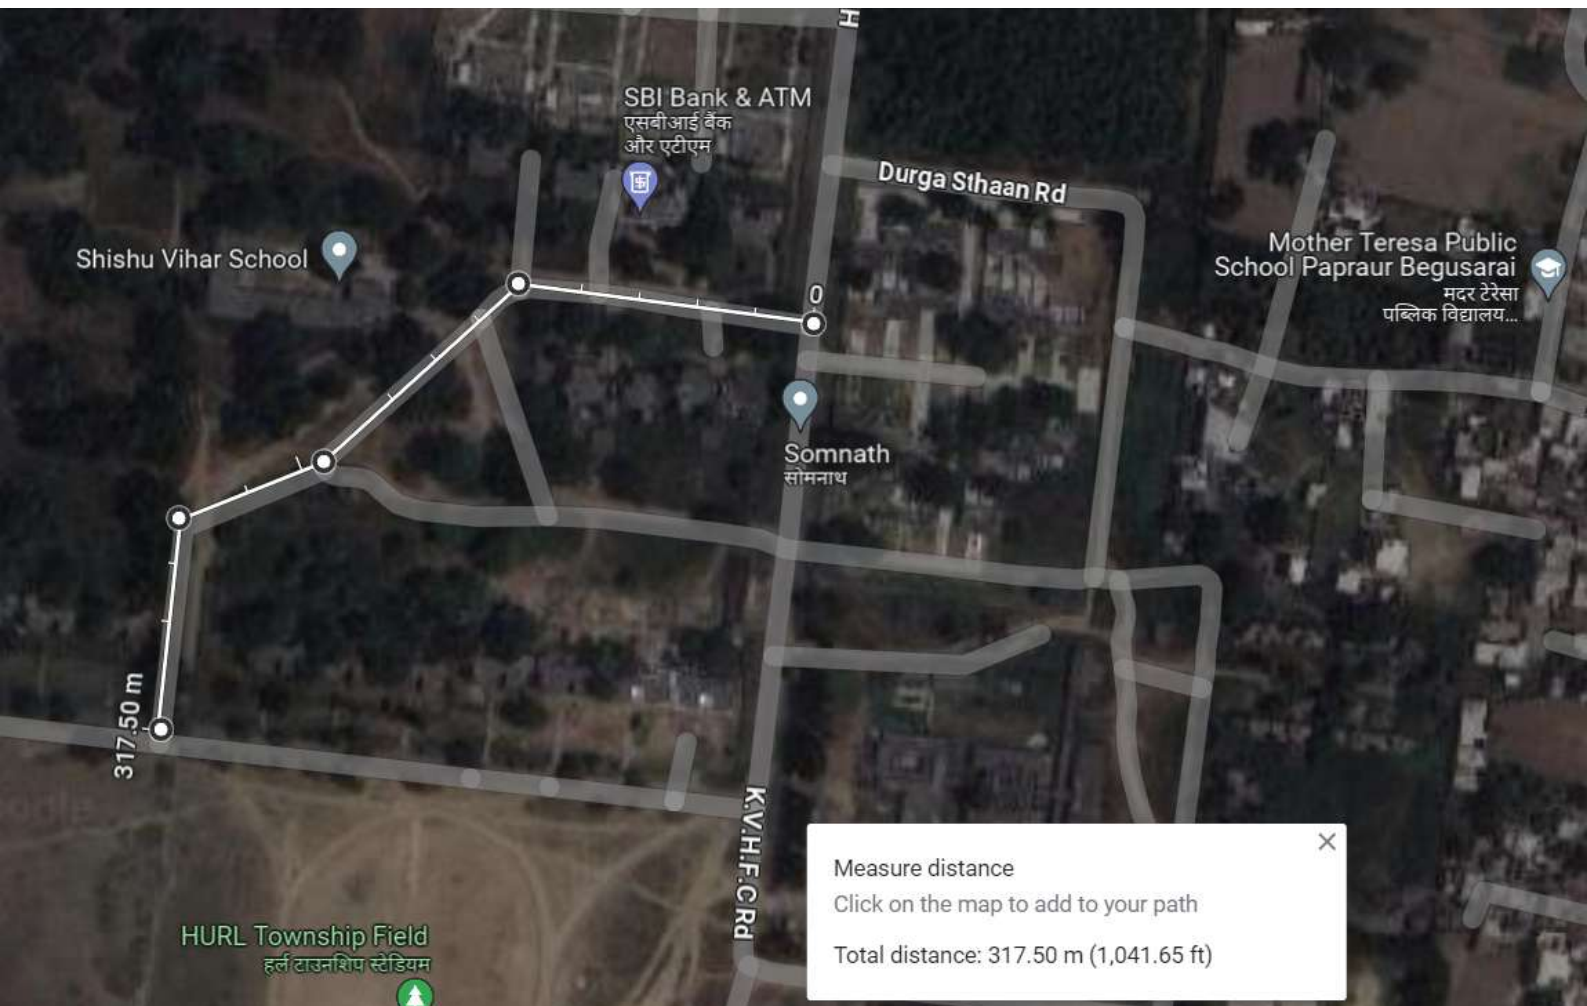 H
SBI Bank & ATM
एसबीआई बैंक
और एटीएम
Durga Sthaan Rd
Shishu Vihar School
Mother Teresa Public
School Papraur Begusarai
मदर टेरेसा
पब्लिक विद्यालय...
0
Somnath
सोमनाथ
317.50 m
K.V.H.F.C Rd
Measure distance
Click on the map to add to your path
Total distance: 317.50 m (1,041.65 ft)
HURL Township Field
हर्ल टाउनशिप स्टेडियम